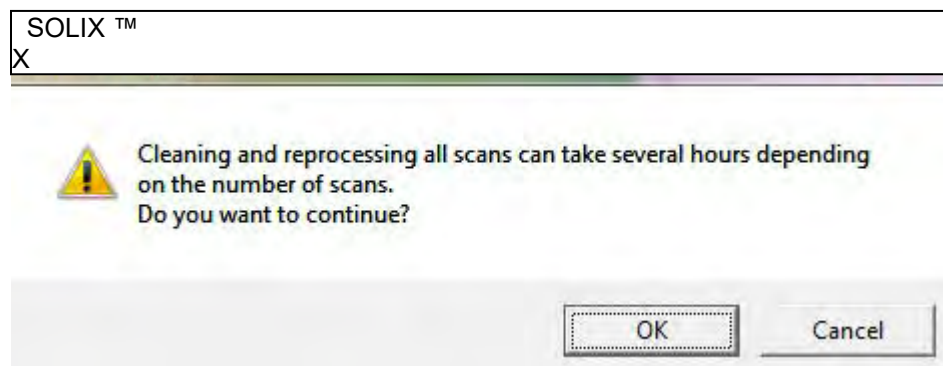 SOLIX ™
X
Cleaning and reprocessing all scans can take several hours depending
on the number of scans.
Do you want to continue?
OK Cancel